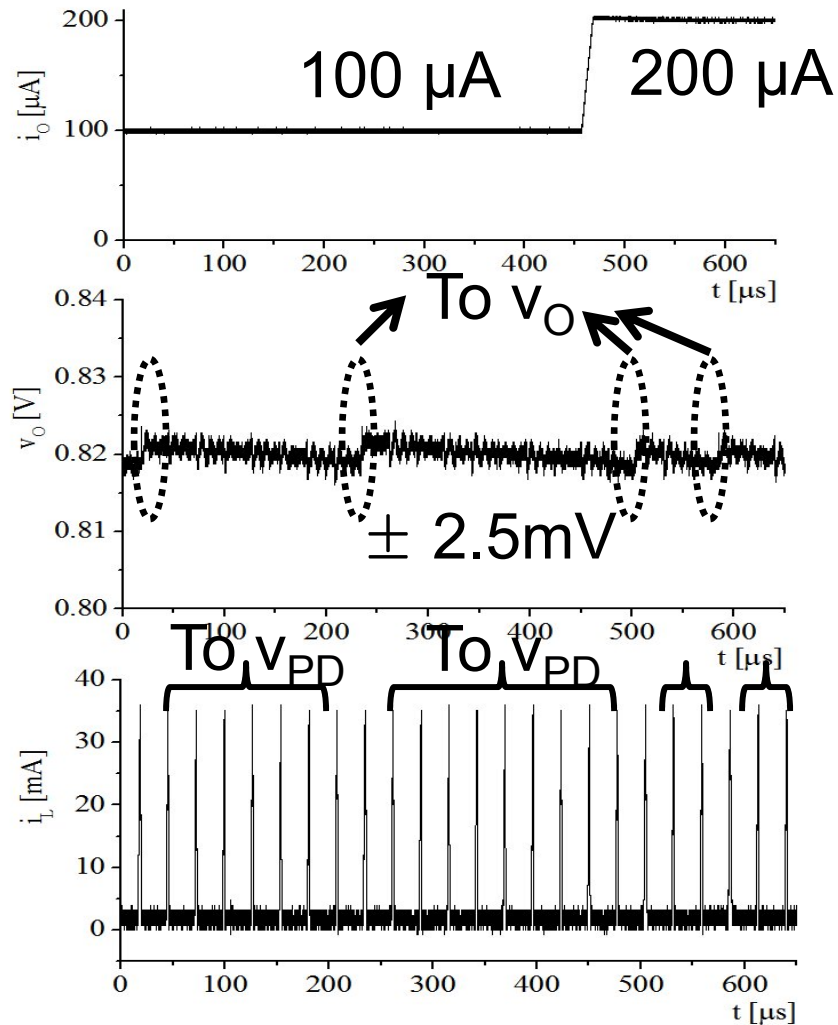 200
100
0
i_O [µA]
100 µA
200 µA
0 100 200 300 400 500 600
t [µs]
0.84
0.83
0.82
0.81
0.80
v_O [V]
To v_O
± 2.5mV
0 100 200 300 400 500 600
t [µs]
To v_PD
To v_PD
40
30
20
10
0
i_L [mA]
0 100 200 300 400 500 600
t [µs]